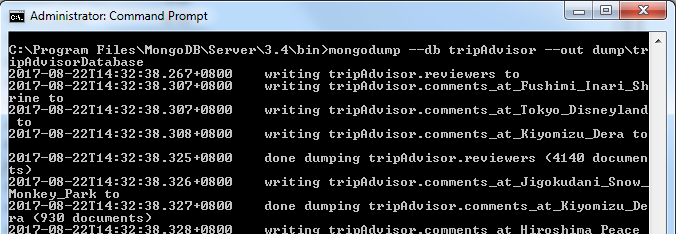 Administrator: Command Prompt
C:\Program Files\MongoDB\Server\3.4\bin>mongodump --db tripAdvisor --out dump\tr
ipAdvisorDatabase
2017-08-22T14:32:38.267+0800    writing tripAdvisor.reviewers to
2017-08-22T14:32:38.307+0800    writing tripAdvisor.comments_at_Fushimi_Inari_Sh
rine to
2017-08-22T14:32:38.307+0800    writing tripAdvisor.comments_at_Tokyo_Disneyland
 to
2017-08-22T14:32:38.308+0800    writing tripAdvisor.comments_at_Kiyomizu_Dera to
2017-08-22T14:32:38.325+0800    done dumping tripAdvisor.reviewers (4140 documen
ts)
2017-08-22T14:32:38.326+0800    writing tripAdvisor.comments_at_Jigokudani_Snow_
Monkey_Park to
2017-08-22T14:32:38.327+0800    done dumping tripAdvisor.comments_at_Kiyomizu_De
ra (930 documents)
2017-08-22T14:32:38.328+0800    writing tripAdvisor.comments_at_Hiroshima_Peace_